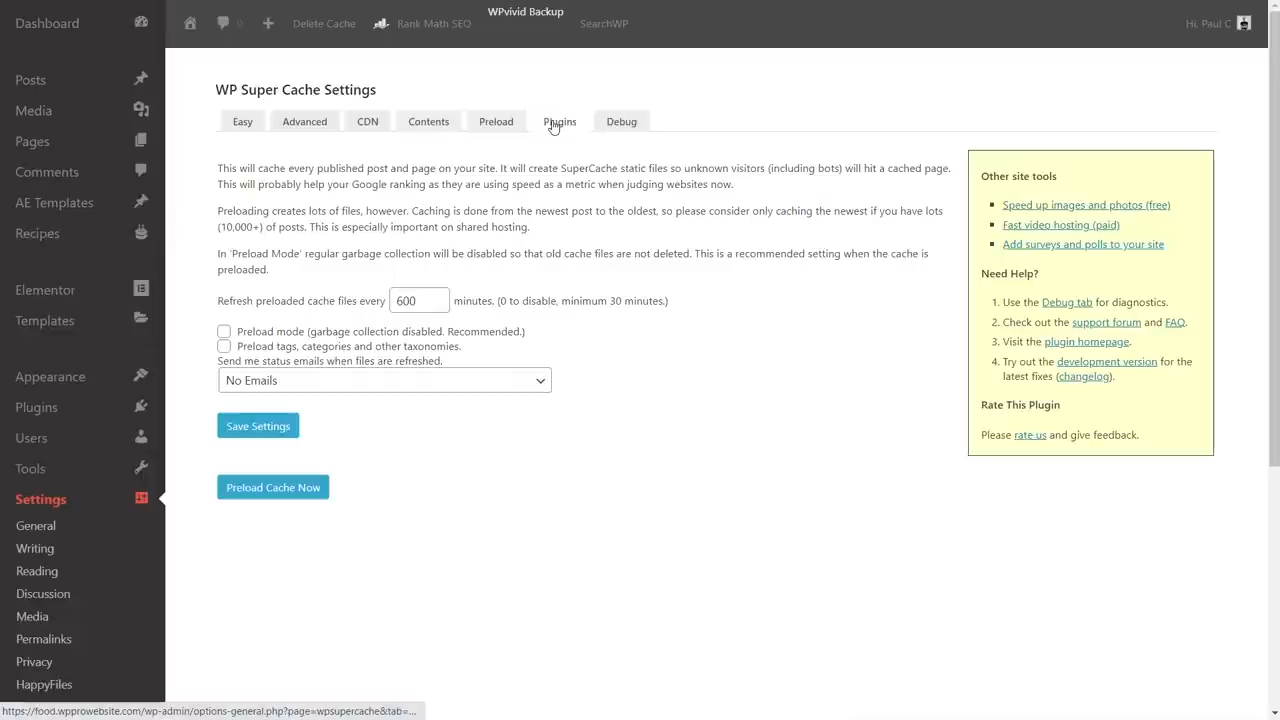 Dashboard
Posts
Media
Pages
Comments
AE Templates
Recipes
Elementor
Templates
Appearance
Plugins
Users
Tools
Settings
General
Writing
Reading
Discussion
Media
Permalinks
Privacy
HappyFiles
0
Delete Cache
Rank Math SEO
WPvivid Backup
SearchWP
Hi, Paul C
WP Super Cache Settings
Easy
Advanced
CDN
Contents
Preload
Plugins
Debug
This will cache every published post and page on your site. It will create SuperCache static files so unknown visitors (including bots) will hit a cached page.
This will probably help your Google ranking as they are using speed as a metric when judging websites now.
Preloading creates lots of files, however. Caching is done from the newest post to the oldest, so please consider only caching the newest if you have lots
(10,000+) of posts. This is especially important on shared hosting.
In 'Preload Mode' regular garbage collection will be disabled so that old cache files are not deleted. This is a recommended setting when the cache is
preloaded.
Refresh preloaded cache files every 600 minutes. (0 to disable, minimum 30 minutes.)
Preload mode (garbage collection disabled. Recommended.)
Preload tags, categories and other taxonomies.
Send me status emails when files are refreshed.
No Emails
Save Settings
Preload Cache Now
Other site tools
Speed up images and photos (free)
Fast video hosting (paid)
Add surveys and polls to your site
Need Help?
1. Use the Debug tab for diagnostics.
2. Check out the support forum and FAQ.
3. Visit the plugin homepage.
4. Try out the development version for the
latest fixes (changelog).
Rate This Plugin
Please rate us and give feedback.
https://food.wpprowebsite.com/wp-admin/options-general.php?page=wpsupercache&tab=...